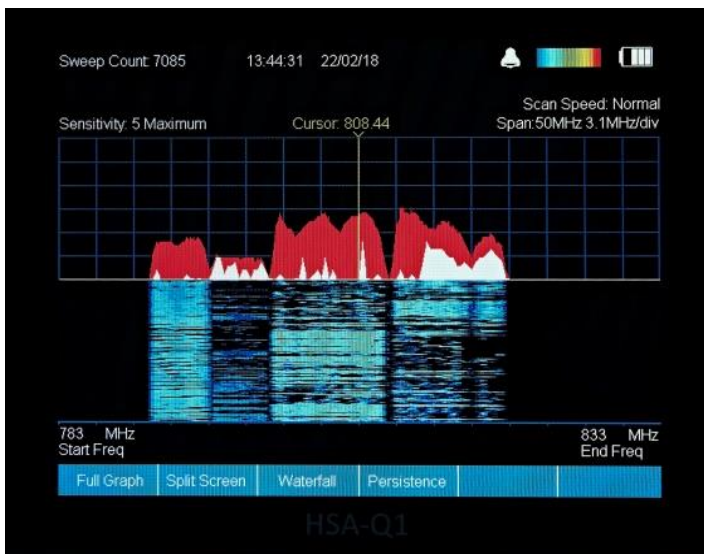 Sweep Count: 7085 13:44:31 22/02/18
Scan Speed: Normal
Sensitivity: 5 Maximum Cursor: 808.44 Span:50MHz 3.1MHz/div
783 MHz 833 MHz
Start Freq End Freq
Full Graph Split Screen Waterfall Persistence
HSA-Q1